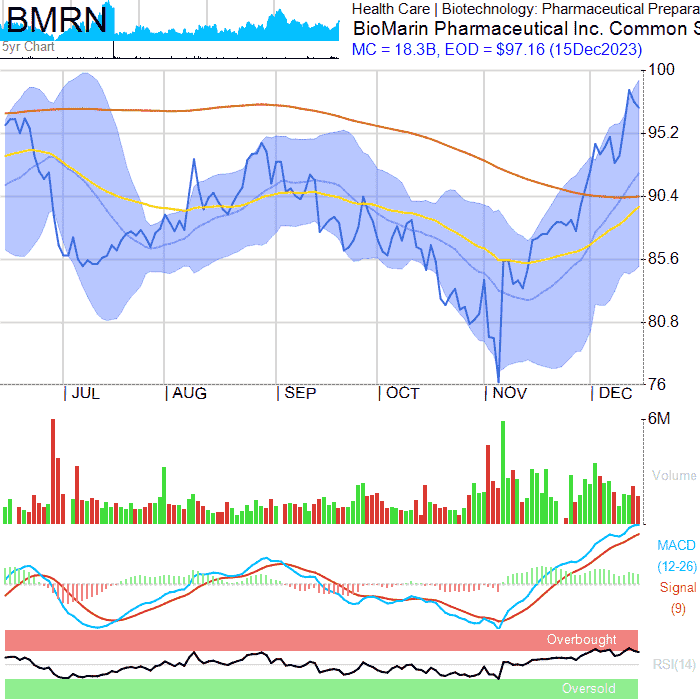 BMRN
5yr Chart
Health Care | Biotechnology: Pharmaceutical Prepara
BioMarin Pharmaceutical Inc. Common S
MC = 18.3B, EOD = $97.16 (15Dec2023)
100
95.2
90.4
85.6
80.8
76
JUL
AUG
SEP
OCT
NOV
DEC
6M
Volume
MACD
(12-26)
Signal
(9)
Overbought
RSI(14)
Oversold